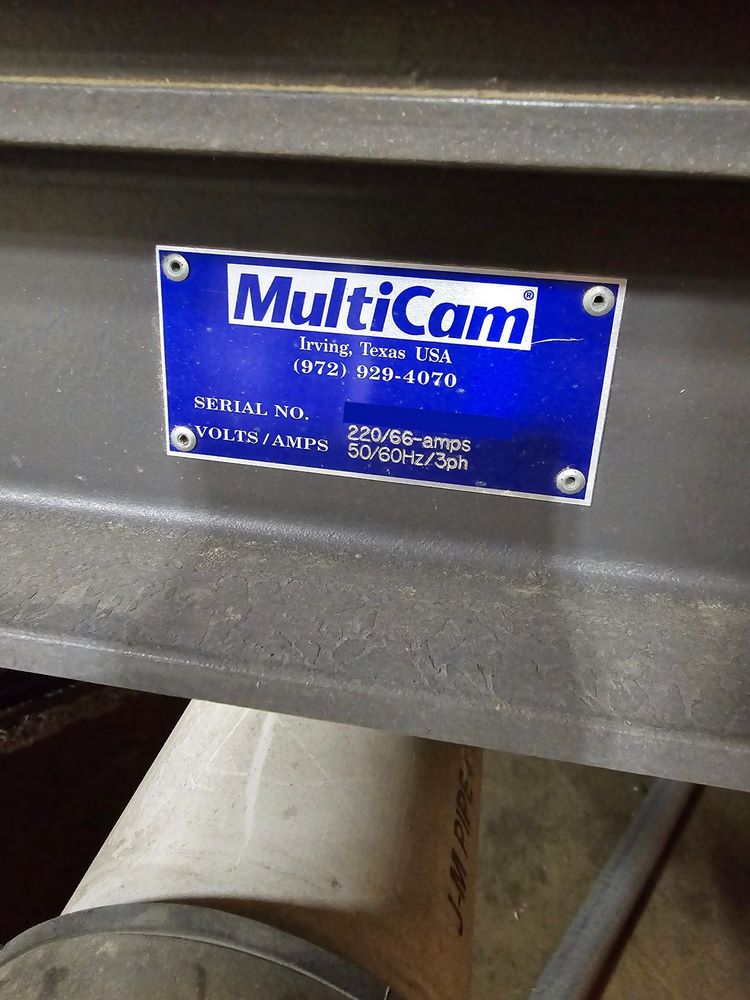 MultiCam®
Irving, Texas USA
(972) 929-4070
SERIAL NO.
VOLTS/AMPS 220/66-amps
50/60Hz/3ph
J-M PIPE